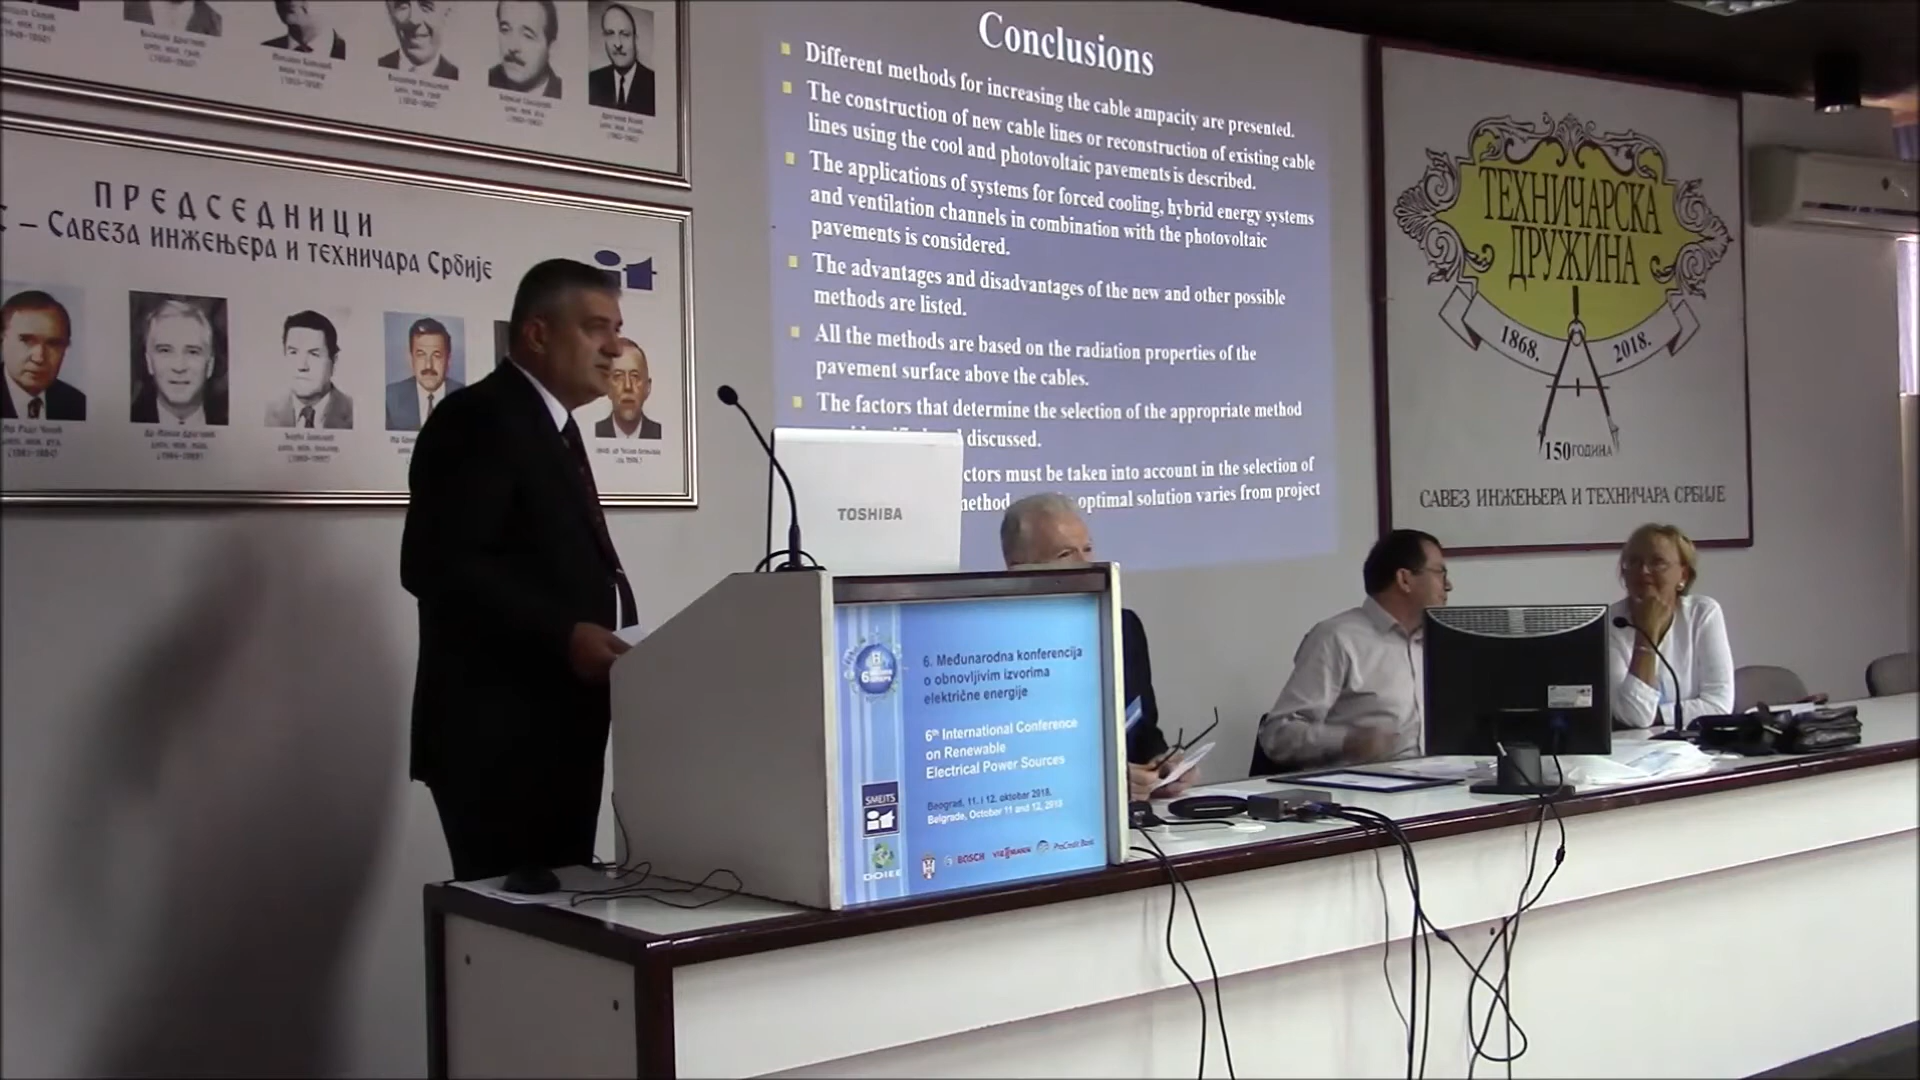 ПРЕДСЕДНИЦИ
– САВЕЗА ИНЖЕЊЕРА И ТЕХНИЧАРА СРБИЈЕ
Conclusions
Different methods for increasing the cable ampacity are presented.
The construction of new cable lines or reconstruction of existing cable
lines using the cool and photovoltaic pavements is described.
The applications of systems for forced cooling, hybrid energy systems
and ventilation channels in combination with the photovoltaic
pavements is considered.
The advantages and disadvantages of the new and other possible
methods are listed.
All the methods are based on the radiation properties of the
pavement surface above the cables.
The factors that determine the selection of the appropriate method
discussed.
must be taken into account in the selection of
optimal solution varies from project
ТЕХНИЧАРСКА
ДРУЖИНА
1868. 2018.
150 ГОДИНА
САВЕЗ ИНЖЕЊЕРА И ТЕХНИЧАРА СРБИЈЕ
TOSHIBA
6. Međunarodna konferencija
o obnovljivim izvorima
električne energije
6th International Conference
on Renewable
Electrical Power Sources
Beograd, 11. i 12. oktobar 2018.
Belgrade, October 11 and 12, 2018
SMEITS
DOIEE
BOSCH VIESMANN ProCredit Bank